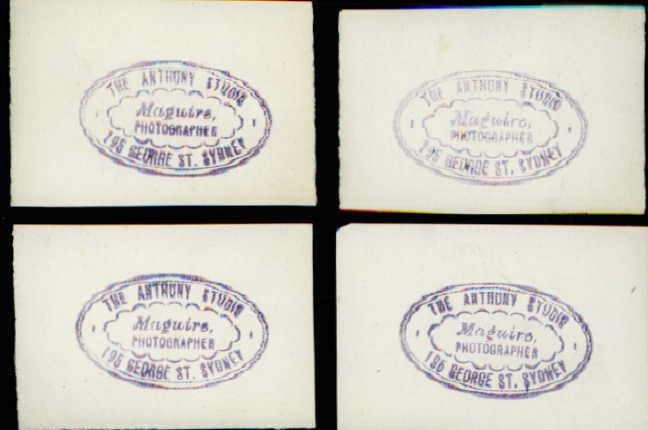 THE ANTHONY STUDIO
Maguire,
PHOTOGRAPHER
195 GEORGE ST. SYDNEY
THE ANTHONY STUDIO
Maguire,
PHOTOGRAPHER
195 GEORGE ST. SYDNEY
THE ANTHONY STUDIO
Maguire,
PHOTOGRAPHER
195 GEORGE ST. SYDNEY
THE ANTHONY STUDIO
Maguire,
PHOTOGRAPHER
GEORGE ST. SYDNEY